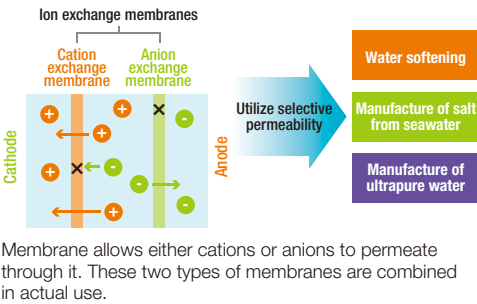 Ion exchange membranes
Cation
exchange
membrane
Anion
exchange
membrane
Cathode
+
+
+
+
+
-
-
-
-
Anode
Utilize selective
permeability
Water softening
Manufacture of salt
from seawater
Manufacture of
ultrapure water
Membrane allows either cations or anions to permeate
through it. These two types of membranes are combined
in actual use.